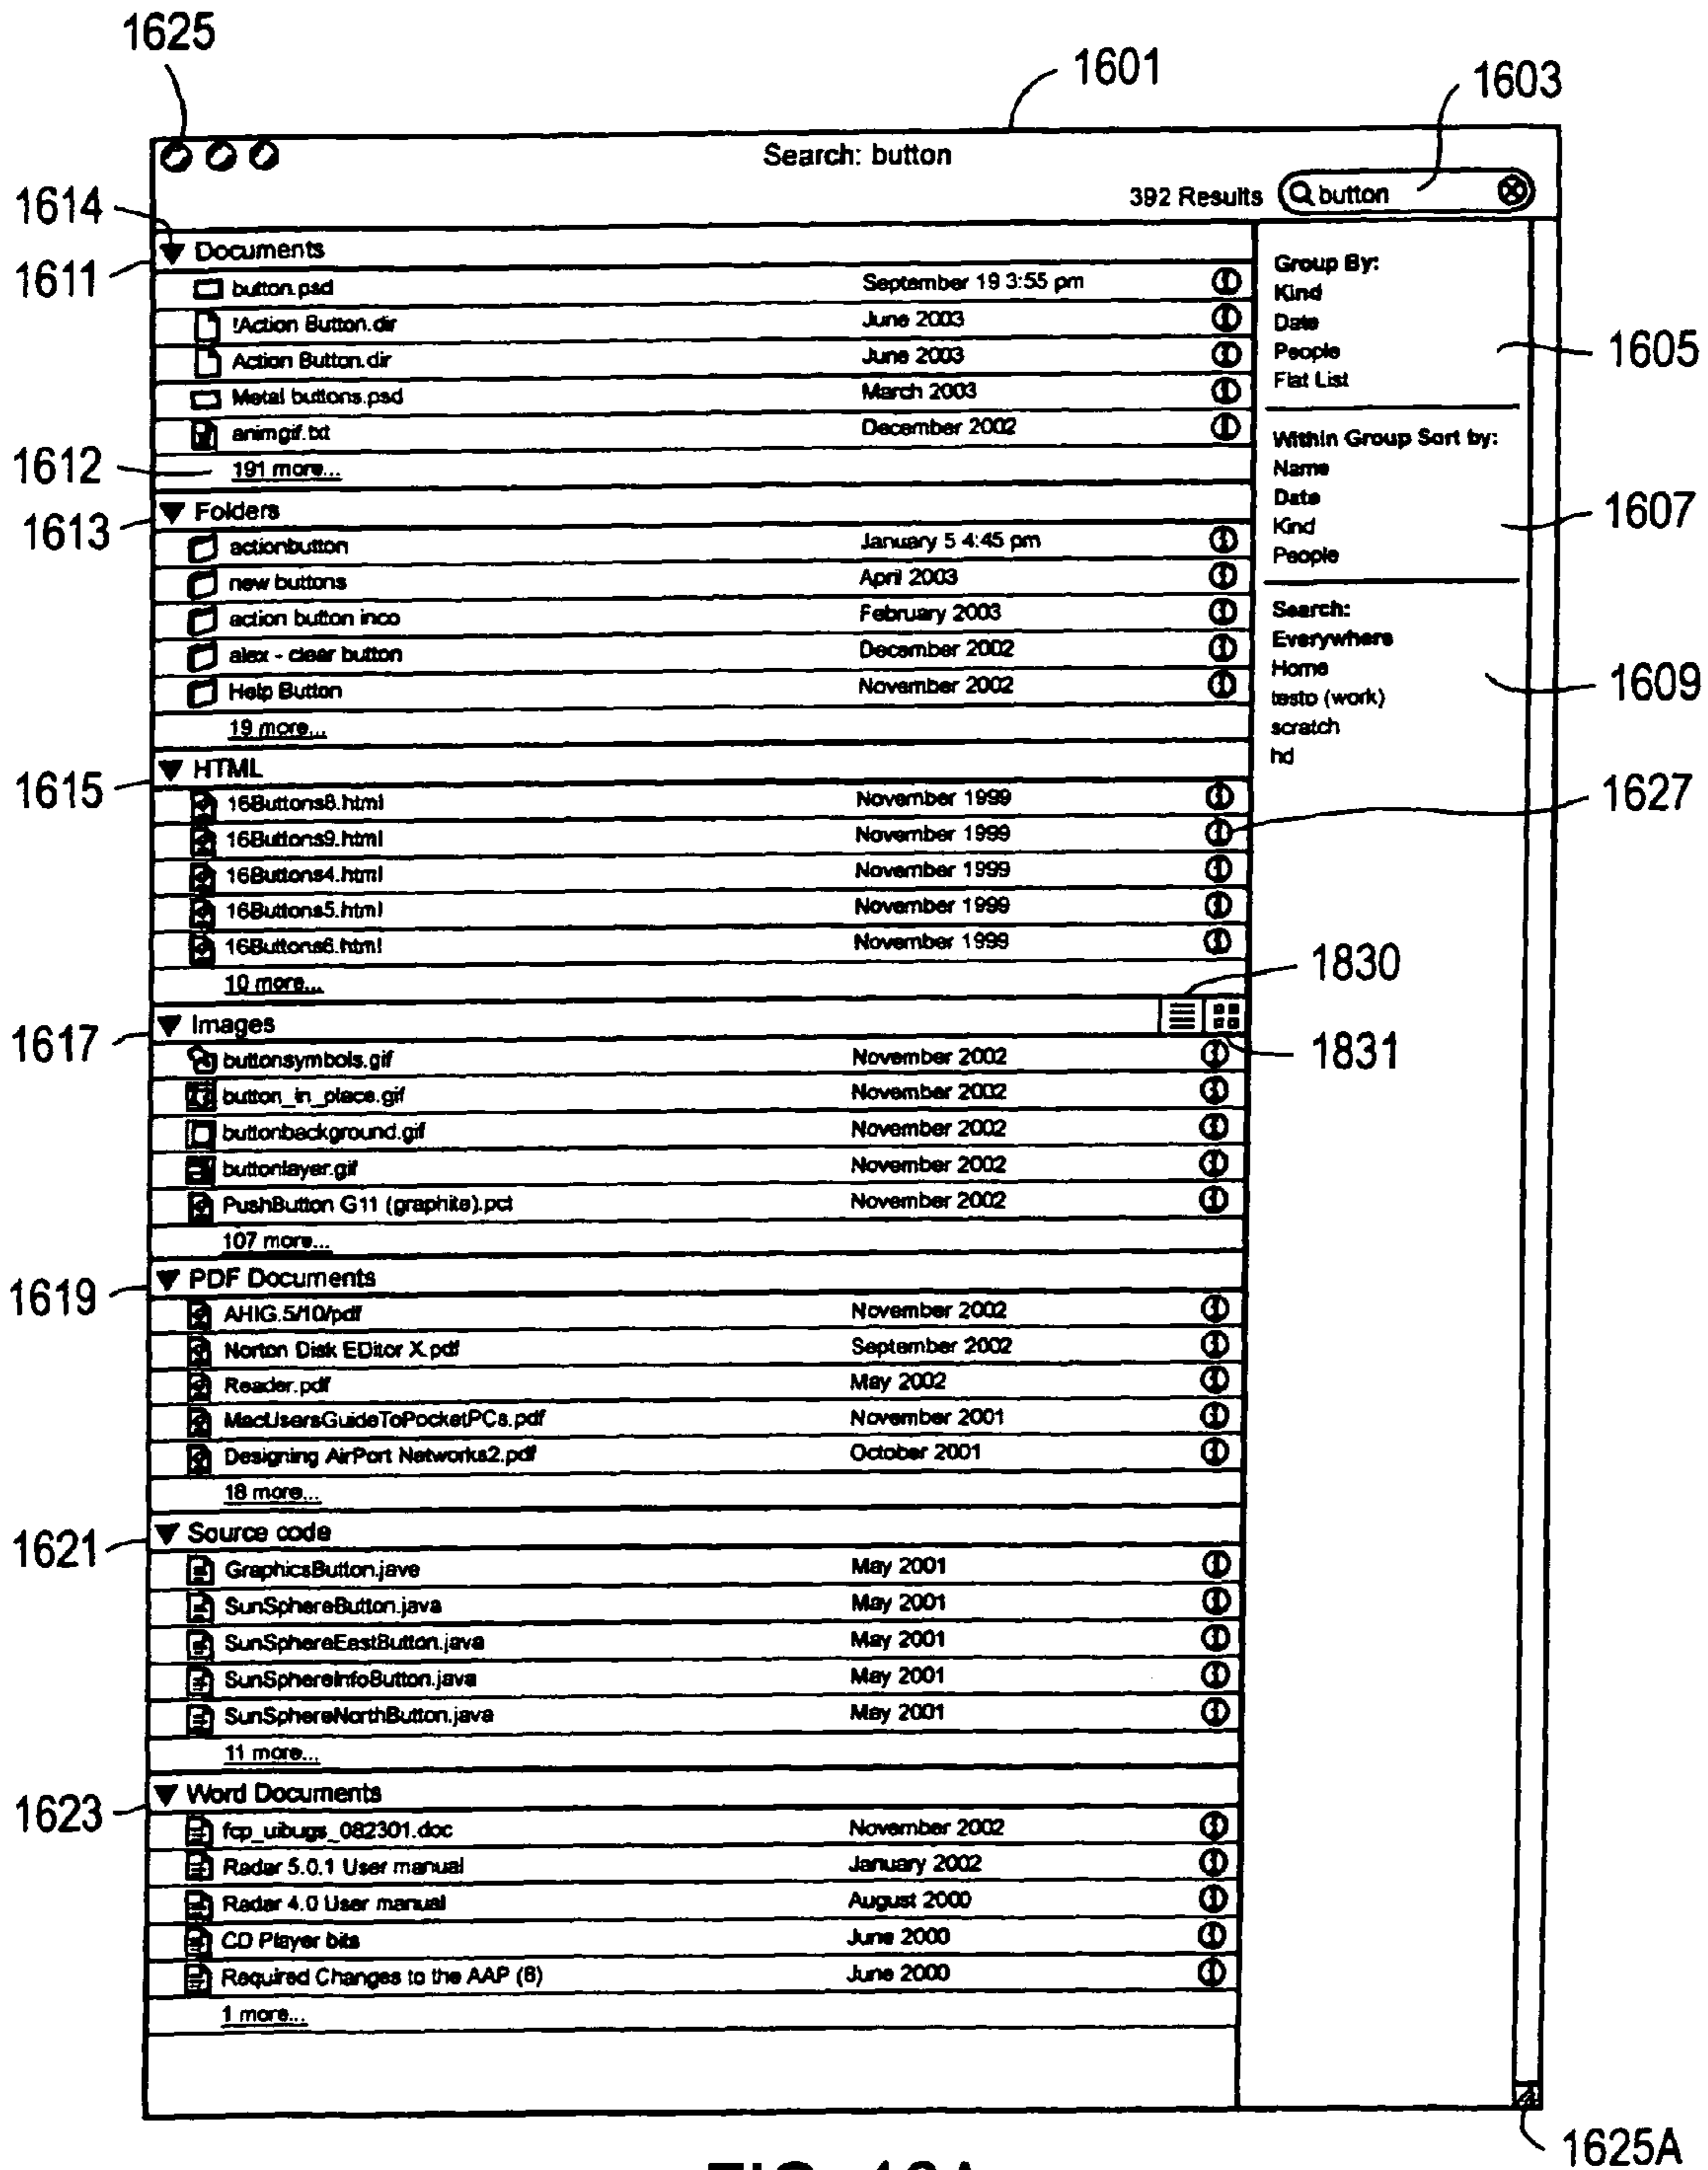 1625
1601
1603
Search: button
392 Results
button
1614
1611
Documents
button.psd September 19 3:55 pm
!Action Button.dir June 2003
Action Button.dir June 2003
Metal buttons.psd March 2003
animgif.txt December 2002
1612
191 more...
1613
Folders
actionbutton January 5 4:45 pm
new buttons April 2003
action button inco February 2003
alex - clear button December 2002
Help Button November 2002
19 more...
1615
HTML
16Buttons8.html November 1999
16Buttons9.html November 1999
16Buttons4.html November 1999
16Buttons5.html November 1999
16Buttons6.html November 1999
10 more...
1617
Images
1830
1831
buttonsymbols.gif November 2002
button_in_place.gif November 2002
buttonbackground.gif November 2002
buttonlayer.gif November 2002
PushButton G11 (graphite).pct November 2002
107 more...
1619
PDF Documents
AHIG.5/10/pdf November 2002
Norton Disk EDitor X.pdf September 2002
Reader.pdf May 2002
MacUsersGuideToPocketPCs.pdf November 2001
Designing AirPort Networks2.pdf October 2001
18 more...
1621
Source code
GraphicsButton.jave May 2001
SunSphereButton.java May 2001
SunSphereEastButton.java May 2001
SunSphereInfoButton.java May 2001
SunSphereNorthButton.java May 2001
11 more...
1623
Word Documents
fcp_uibugs_082301.doc November 2002
Radar 5.0.1 User manual January 2002
Radar 4.0 User manual August 2000
CD Player bits June 2000
Required Changes to the AAP (8) June 2000
1 more...
Group By:
Kind
Date
People
Flat List
1605
Within Group Sort by:
Name
Date
Kind
People
1607
Search:
Everywhere
Home
testo (work)
scratch
hd
1609
1627
1625A